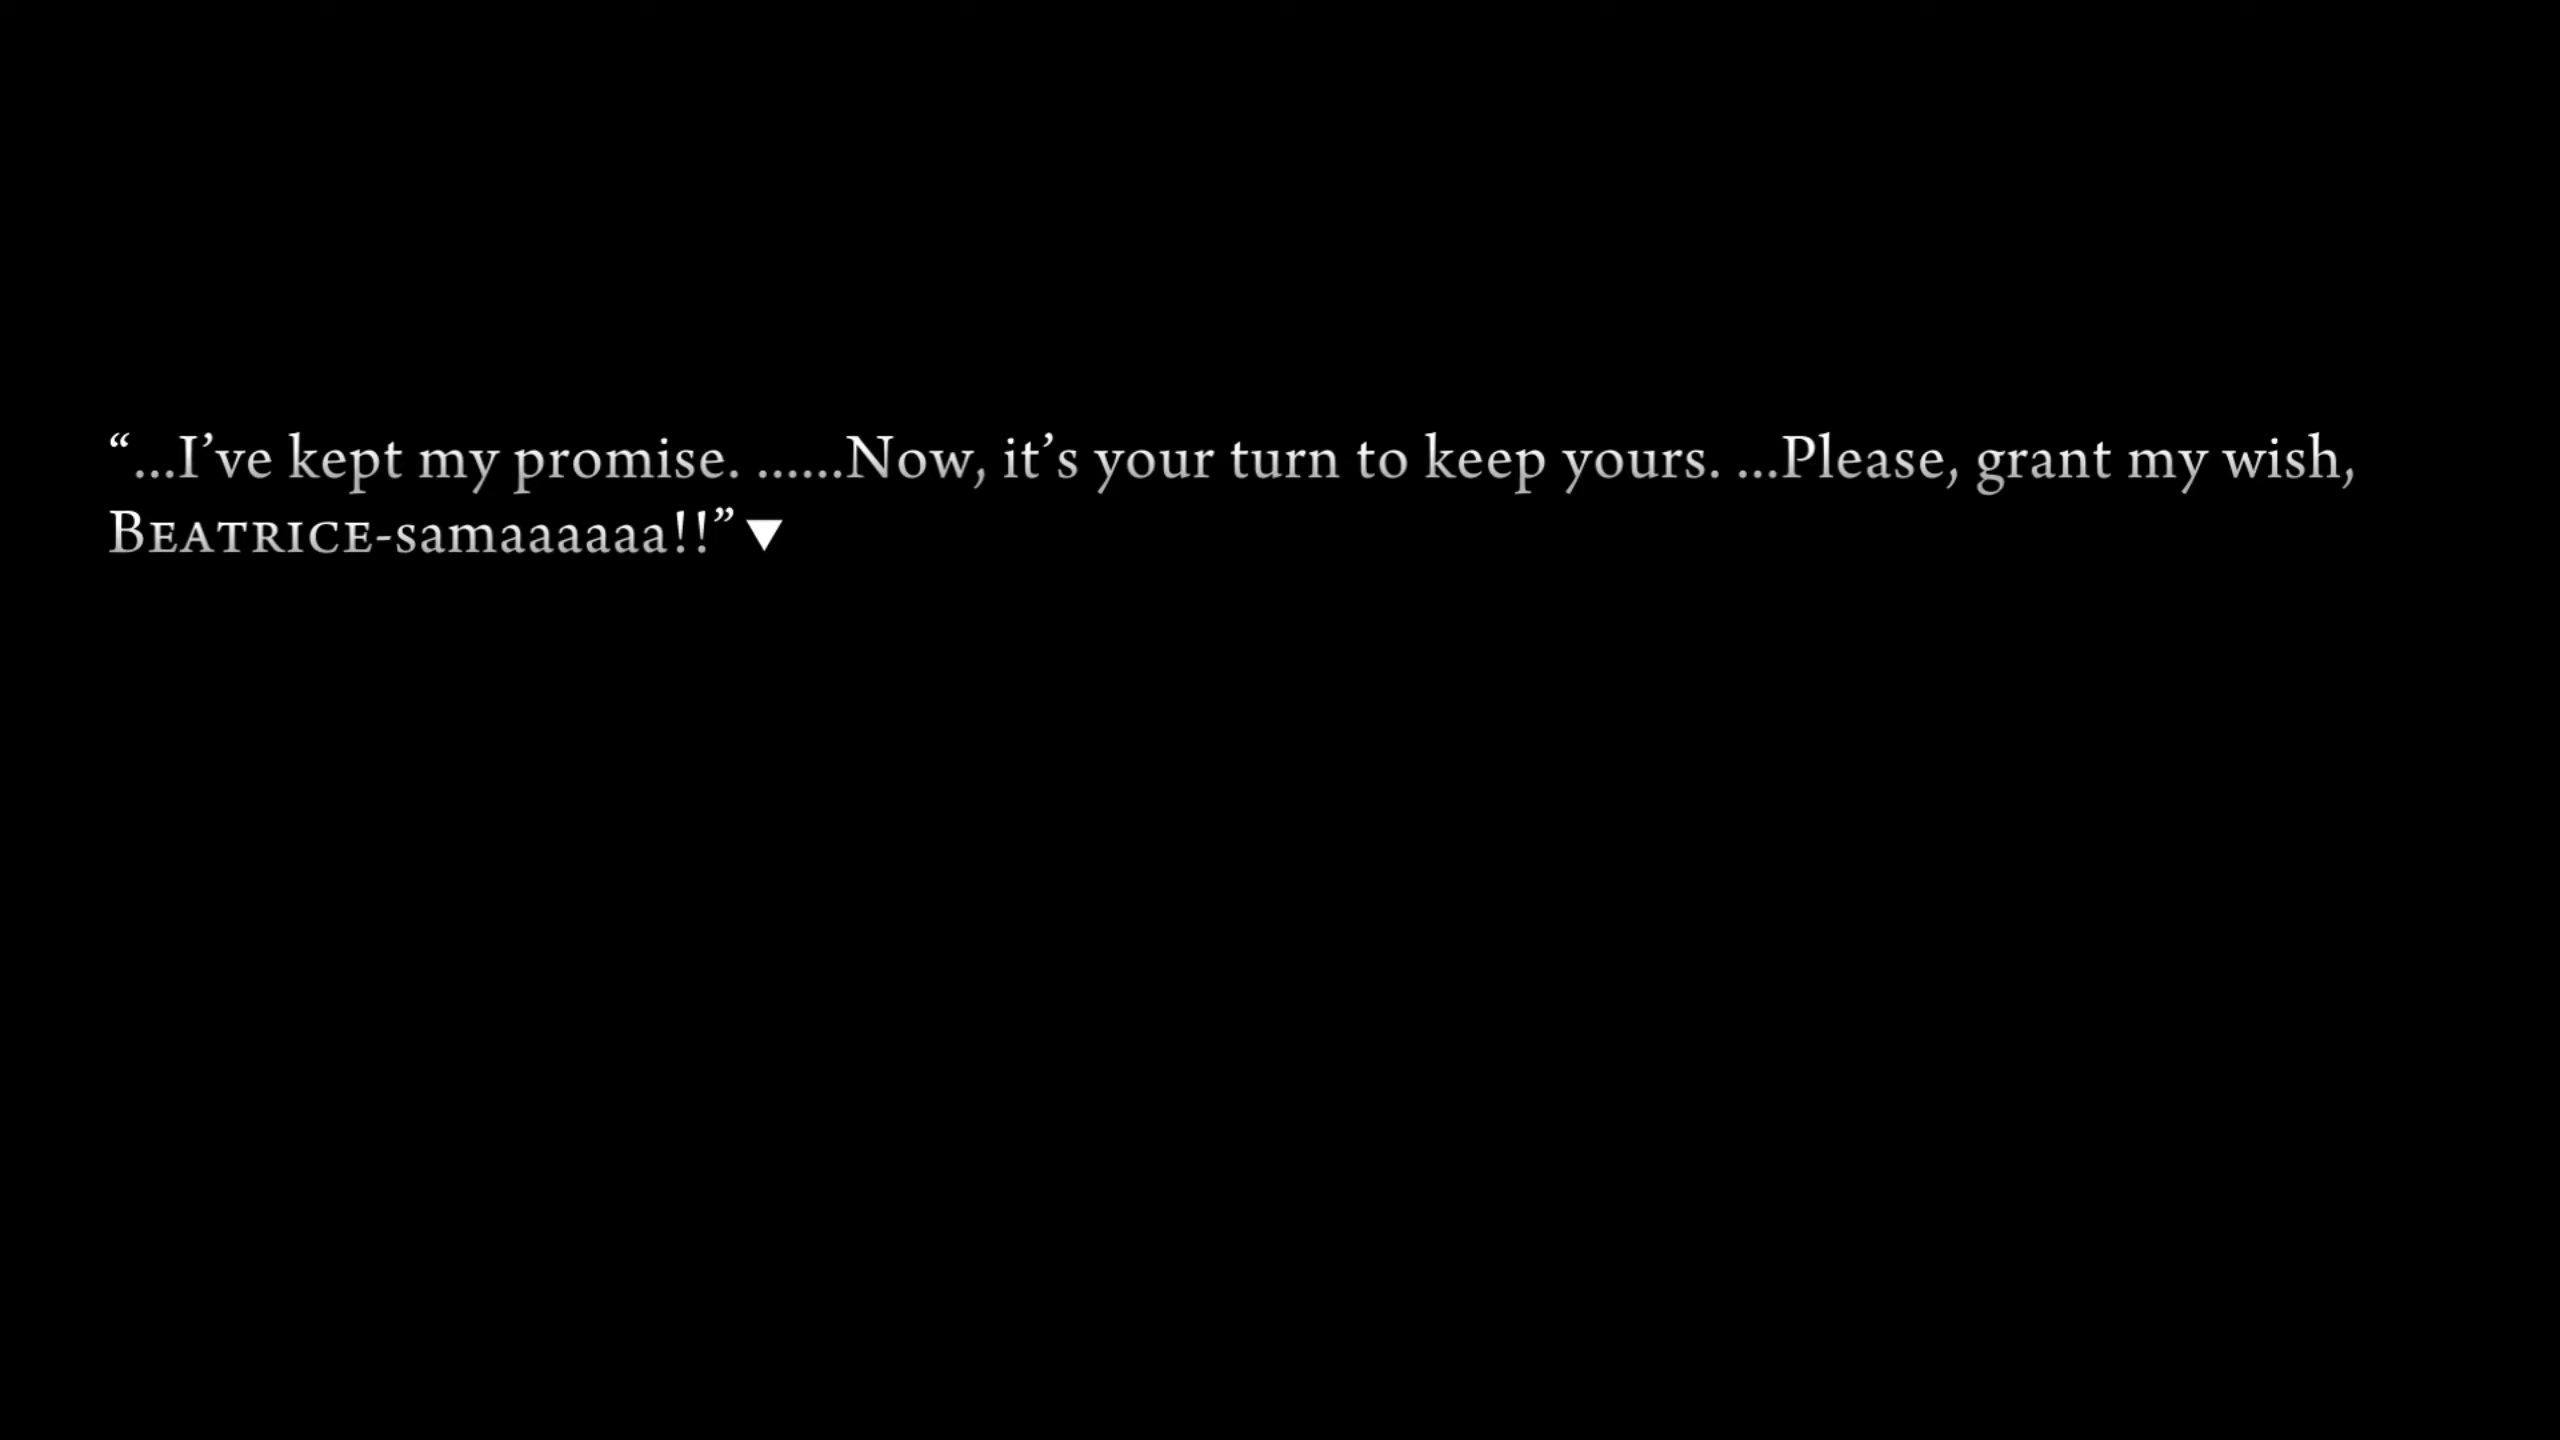 “...I’ve kept my promise. ......Now, it’s your turn to keep yours. ...Please, grant my wish,
BEATRICE-samaaaaaa!!” ▼